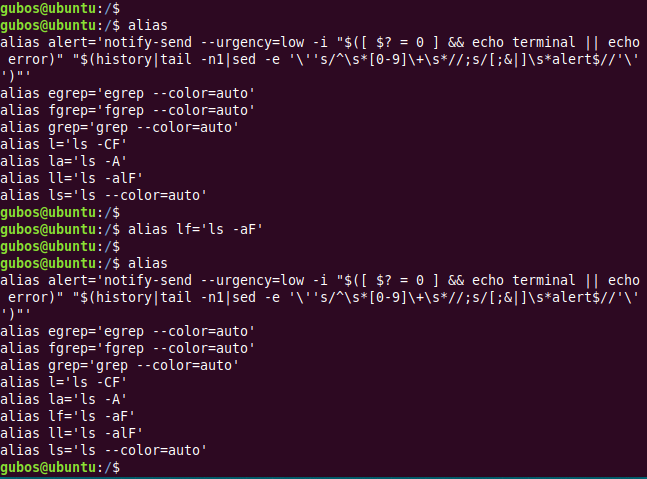 gubos@ubuntu:/$
gubos@ubuntu:/$ alias
alias alert='notify-send --urgency=low -i "$([ $? = 0 ] && echo terminal || echo
 error)" "$(history|tail -n1|sed -e '\''s/^\s*[0-9]\+\s*//;s/[;&|]\s*alert$//'\'
')"'
alias egrep='egrep --color=auto'
alias fgrep='fgrep --color=auto'
alias grep='grep --color=auto'
alias l='ls -CF'
alias la='ls -A'
alias ll='ls -alF'
alias ls='ls --color=auto'
gubos@ubuntu:/$
gubos@ubuntu:/$ alias lf='ls -aF'
gubos@ubuntu:/$
gubos@ubuntu:/$ alias
alias alert='notify-send --urgency=low -i "$([ $? = 0 ] && echo terminal || echo
 error)" "$(history|tail -n1|sed -e '\''s/^\s*[0-9]\+\s*//;s/[;&|]\s*alert$//'\'
')"'
alias egrep='egrep --color=auto'
alias fgrep='fgrep --color=auto'
alias grep='grep --color=auto'
alias l='ls -CF'
alias la='ls -A'
alias lf='ls -aF'
alias ll='ls -alF'
alias ls='ls --color=auto'
gubos@ubuntu:/$